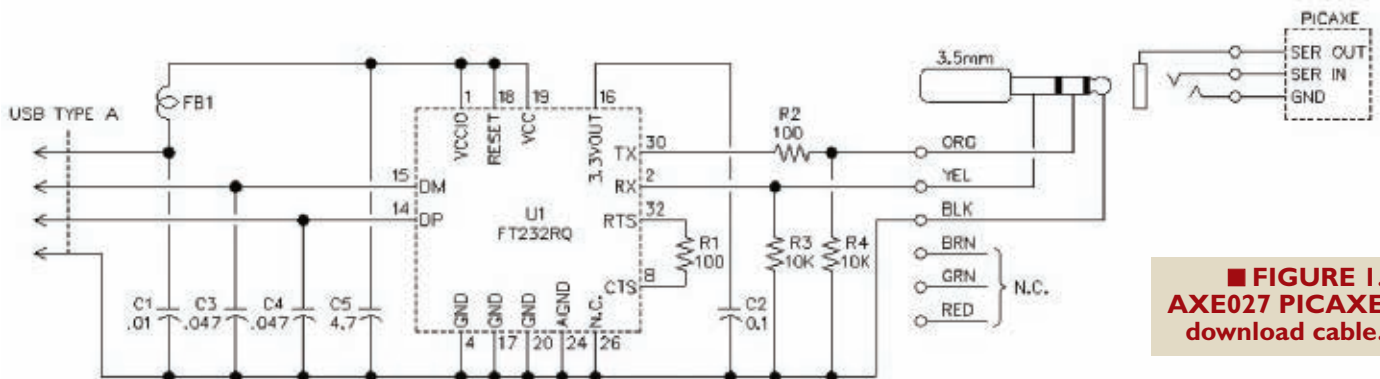 PICAXE
SER OUT
SER IN
GND
3.5mm
USB TYPE A
FB1
1
18
19
16
VCCIO
RESET
VCC
3.3VOUT
R2
100
TX
30
ORG
15
DM
RX
2
YEL
14
DP
U1
FT232RQ
RTS
32
BLK
R1
100
R3
10K
R4
10K
BRN
GRN
RED
N.C.
CTS
8
C1
.01
C3
.047
C4
.047
C5
4.7
C2
0.1
GND
GND
GND
AGND
N.C.
4
17
20
24
26
■ FIGURE 1.
AXE027 PICAXE
download cable.